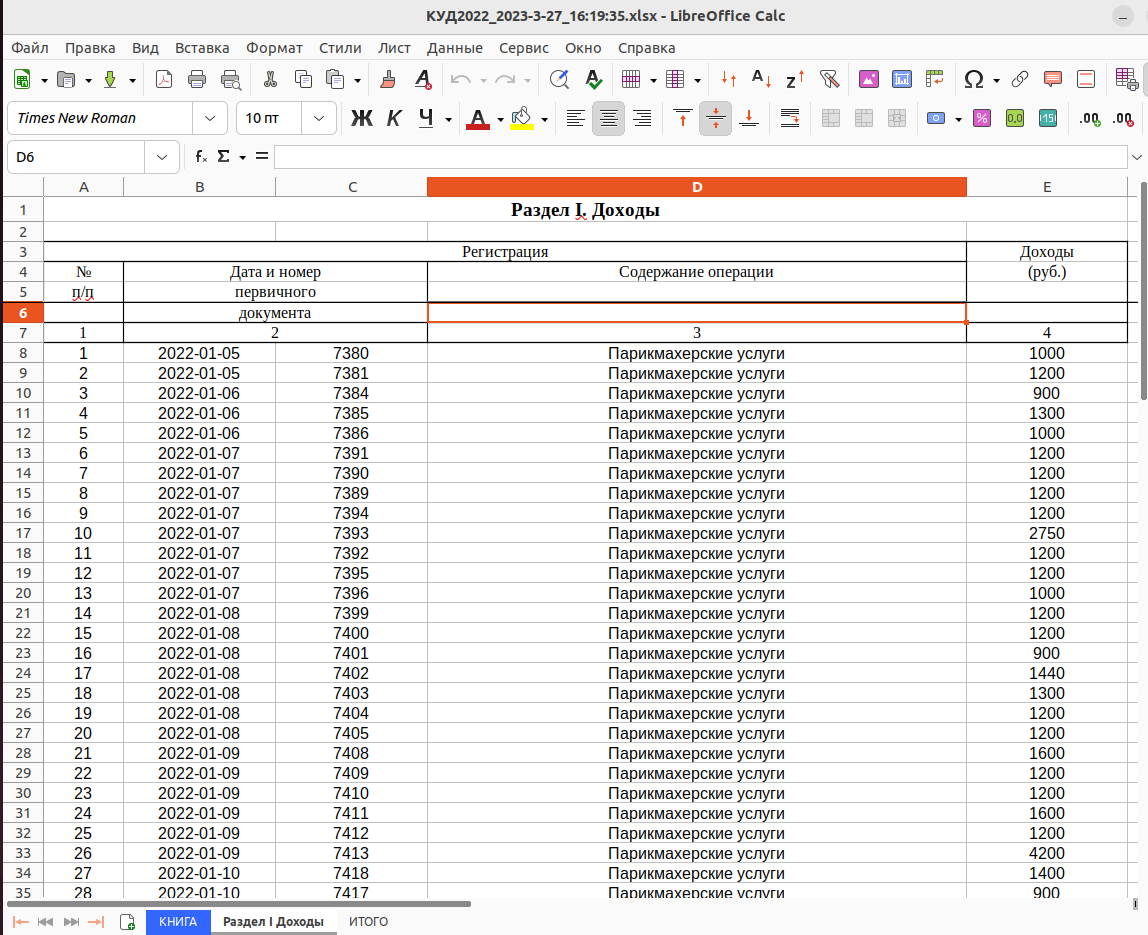 КУД2022_2023-3-27_16:19:35.xlsx - LibreOffice Calc
Файл Правка Вид Вставка Формат Стили Лист Данные Сервис Окно Справка
Times New Roman 10 пт Ж К Ч А
D6 fx Σ =
A B C D E
1 Раздел I. Доходы
2
3 Регистрация Доходы
4 № Дата и номер Содержание операции (руб.)
5 п/п первичного
6 документа
7 1 2 3 4
8 1 2022-01-05 7380 Парикмахерские услуги 1000
9 2 2022-01-05 7381 Парикмахерские услуги 1200
10 3 2022-01-06 7384 Парикмахерские услуги 900
11 4 2022-01-06 7385 Парикмахерские услуги 1300
12 5 2022-01-06 7386 Парикмахерские услуги 1000
13 6 2022-01-07 7391 Парикмахерские услуги 1200
14 7 2022-01-07 7390 Парикмахерские услуги 1200
15 8 2022-01-07 7389 Парикмахерские услуги 1200
16 9 2022-01-07 7394 Парикмахерские услуги 1200
17 10 2022-01-07 7393 Парикмахерские услуги 2750
18 11 2022-01-07 7392 Парикмахерские услуги 1200
19 12 2022-01-07 7395 Парикмахерские услуги 1200
20 13 2022-01-07 7396 Парикмахерские услуги 1000
21 14 2022-01-08 7399 Парикмахерские услуги 1200
22 15 2022-01-08 7400 Парикмахерские услуги 1200
23 16 2022-01-08 7401 Парикмахерские услуги 900
24 17 2022-01-08 7402 Парикмахерские услуги 1440
25 18 2022-01-08 7403 Парикмахерские услуги 1300
26 19 2022-01-08 7404 Парикмахерские услуги 1200
27 20 2022-01-08 7405 Парикмахерские услуги 1200
28 21 2022-01-09 7408 Парикмахерские услуги 1600
29 22 2022-01-09 7409 Парикмахерские услуги 1200
30 23 2022-01-09 7410 Парикмахерские услуги 1200
31 24 2022-01-09 7411 Парикмахерские услуги 1600
32 25 2022-01-09 7412 Парикмахерские услуги 1200
33 26 2022-01-09 7413 Парикмахерские услуги 4200
34 27 2022-01-10 7418 Парикмахерские услуги 1400
35 28 2022-01-10 7417 Парикмахерские услуги 900
КНИГА Раздел I Доходы ИТОГО